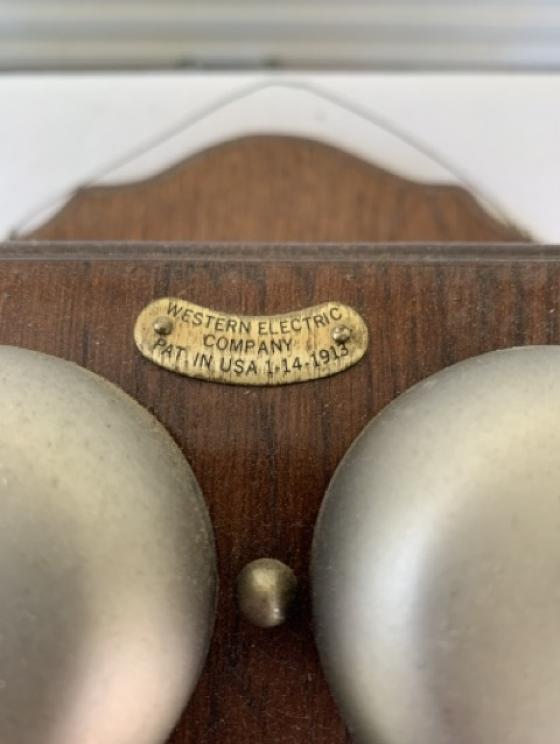 WESTERN ELECTRIC
COMPANY
PAT. IN USA 1-14-1913